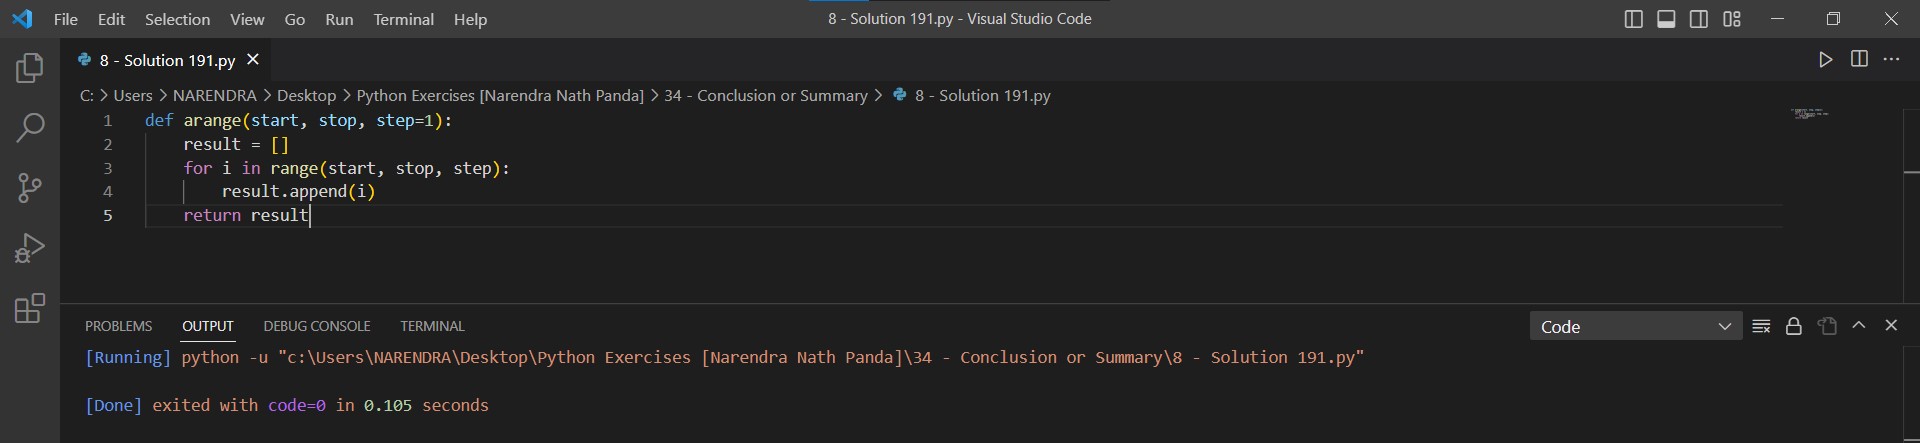 File Edit Selection View Go Run Terminal Help 8 - Solution 191.py - Visual Studio Code
8 - Solution 191.py
C: > Users > NARENDRA > Desktop > Python Exercises [Narendra Nath Panda] > 34 - Conclusion or Summary > 8 - Solution 191.py
1 def arange(start, stop, step=1):
2     result = []
3     for i in range(start, stop, step):
4         result.append(i)
5     return result
PROBLEMS OUTPUT DEBUG CONSOLE TERMINAL Code
[Running] python -u "c:\Users\NARENDRA\Desktop\Python Exercises [Narendra Nath Panda]\34 - Conclusion or Summary\8 - Solution 191.py"
[Done] exited with code=0 in 0.105 seconds